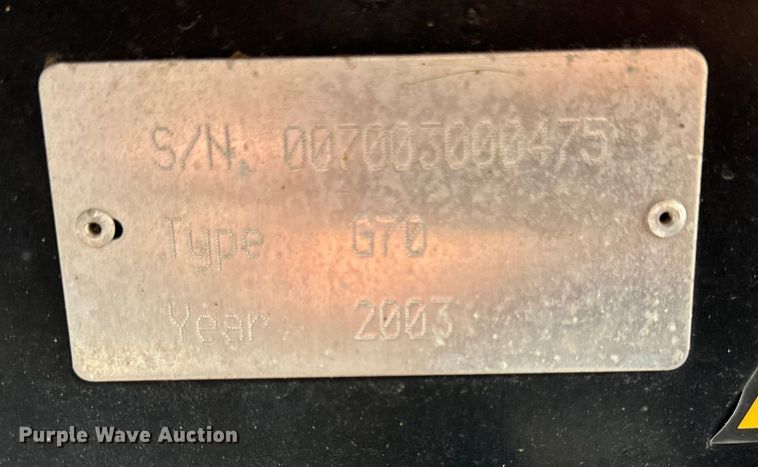 S/N. 007003000475
Type G70
Year 2003
Purple Wave Auction